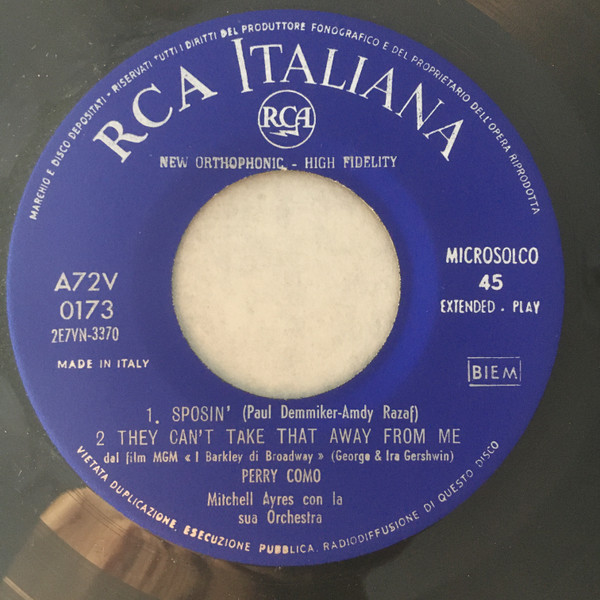 MARCHIO E DISCO DEPOSITATI - RISERVATI TUTTI I DIRITTI DEL PRODUTTORE FONOGRAFICO E DEL PROPRIETARIO DELL'OPERA RIPRODOTTA
RCA ITALIANA
RCA
NEW ORTHOPHONIC - HIGH FIDELITY
A72V
0173
2E7VN-3370
MADE IN ITALY
MICROSOLCO
45
EXTENDED - PLAY
BIEM
1. SPOSIN' (Paul Demmiker-Amdy Razaf)
2 THEY CAN'T TAKE THAT AWAY FROM ME
dal film MGM « I Barkley di Broadway » (George & Ira Gershwin)
PERRY COMO
Mitchell Ayres con la
sua Orchestra
VIETATA DUPLICAZIONE, ESECUZIONE PUBBLICA, RADIODIFFUSIONE DI QUESTO DISCO